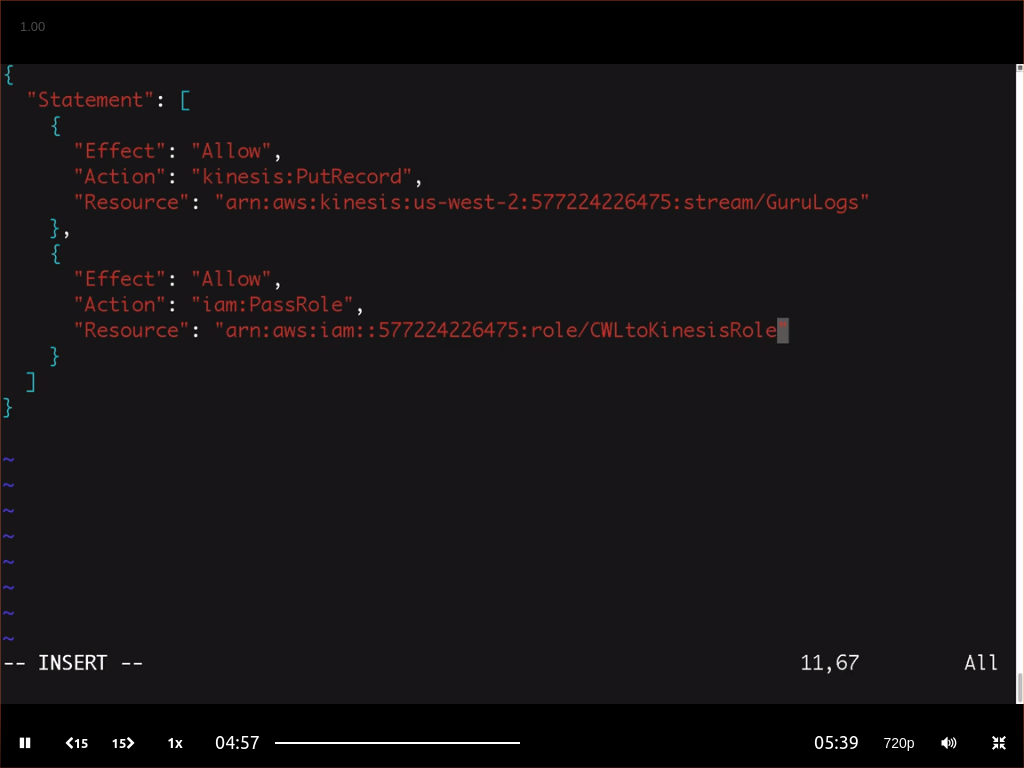 1.00
{
  "Statement": [
    {
      "Effect": "Allow",
      "Action": "kinesis:PutRecord",
      "Resource": "arn:aws:kinesis:us-west-2:577224226475:stream/GuruLogs"
    },
    {
      "Effect": "Allow",
      "Action": "iam:PassRole",
      "Resource": "arn:aws:iam::577224226475:role/CWLtoKinesisRole"
    }
  ]
}
~
~
~
~
~
~
~
~
-- INSERT -- 11,67 All
15 15 1x 04:57 05:39 720p